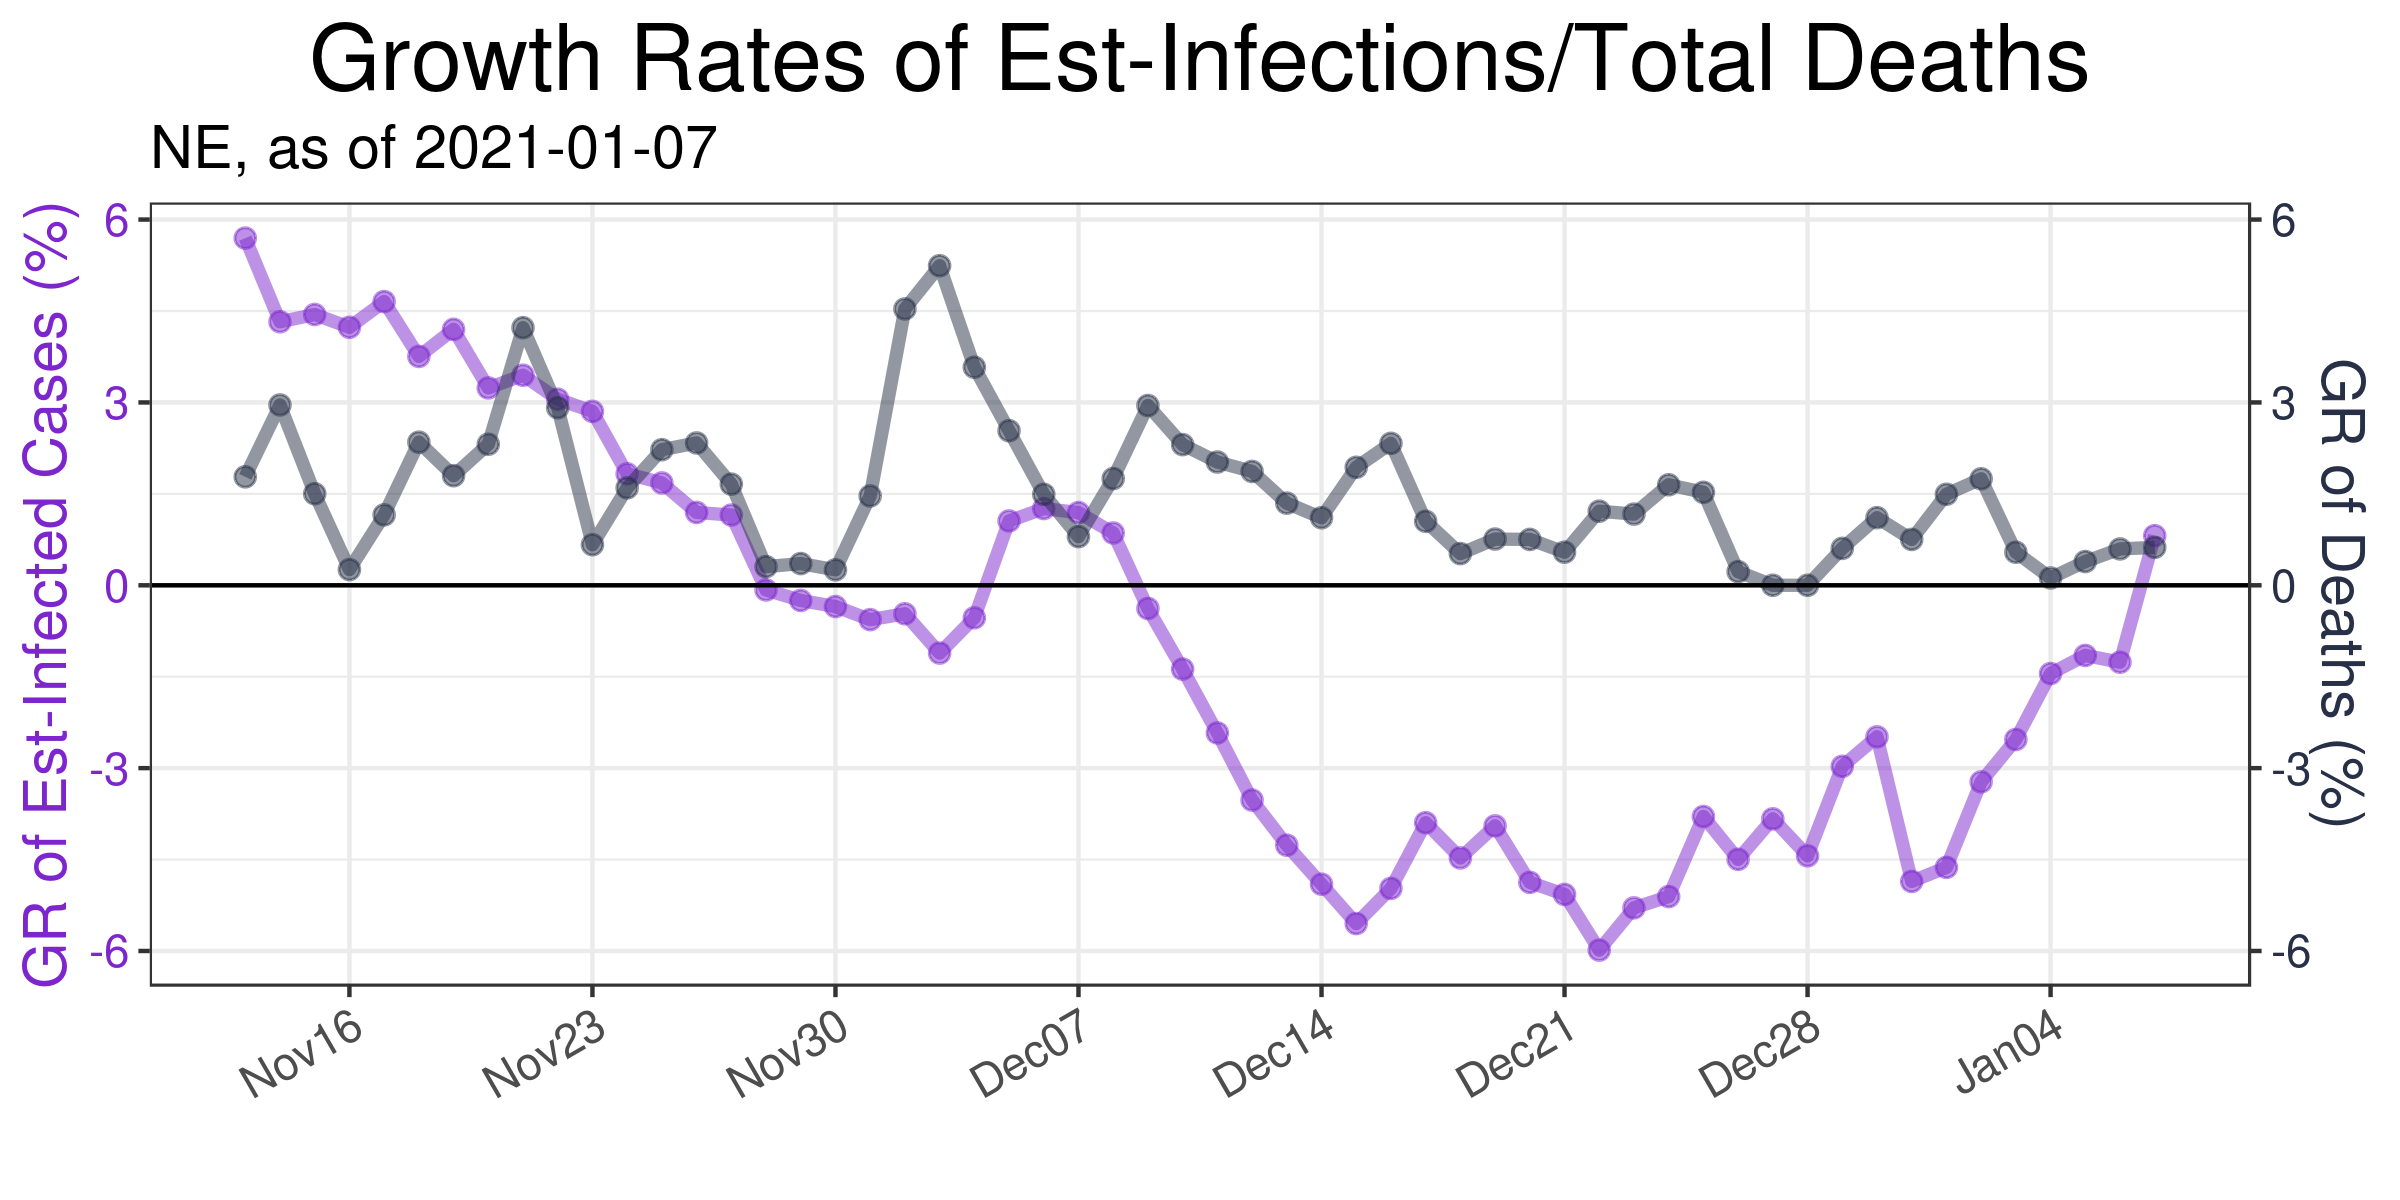 Growth Rates of Est-Infections/Total Deaths
NE, as of 2021-01-07
GR of Est-Infected Cases (%)
6
3
0
-3
-6
6
3
0
-3
-6
GR of Deaths (%)
Nov16
Nov23
Nov30
Dec07
Dec14
Dec21
Dec28
Jan04